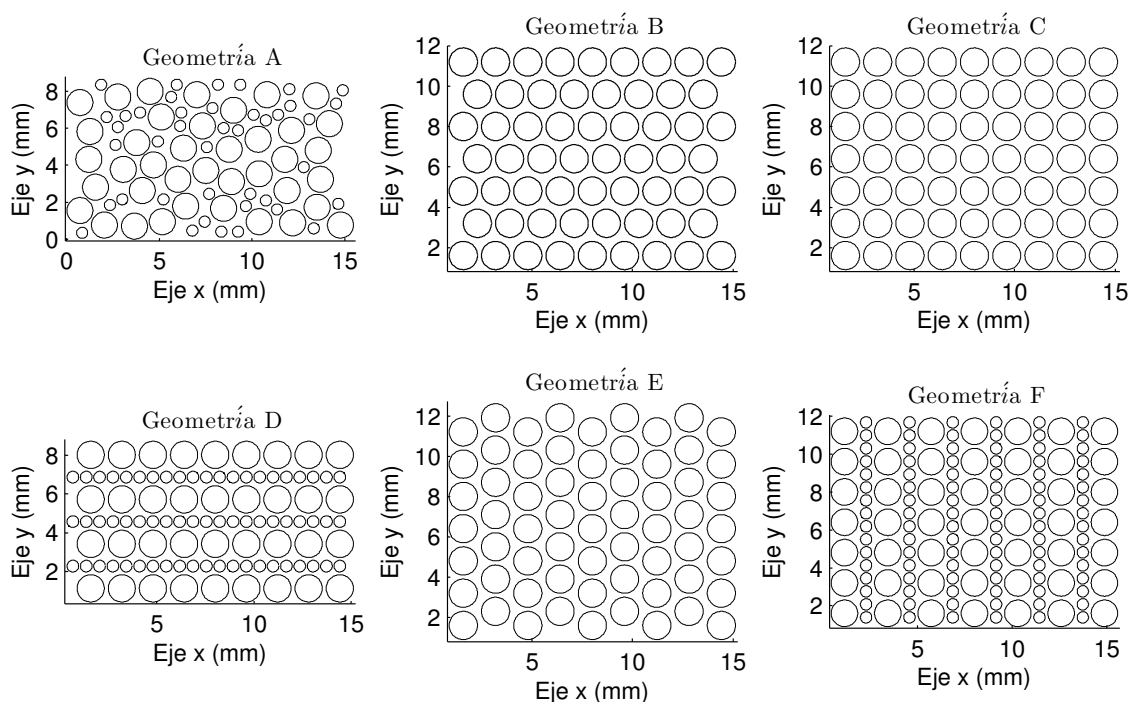 Geometría A
8
6
4
2
0
Eje y (mm)
0 5 10 15
Eje x (mm)
Geometría B
12
10
8
6
4
2
Eje y (mm)
5 10 15
Eje x (mm)
Geometría C
12
10
8
6
4
2
Eje y (mm)
5 10 15
Eje x (mm)
Geometría D
8
6
4
2
Eje y (mm)
5 10 15
Eje x (mm)
Geometría E
12
10
8
6
4
2
Eje y (mm)
5 10 15
Eje x (mm)
Geometría F
12
10
8
6
4
2
Eje y (mm)
5 10 15
Eje x (mm)